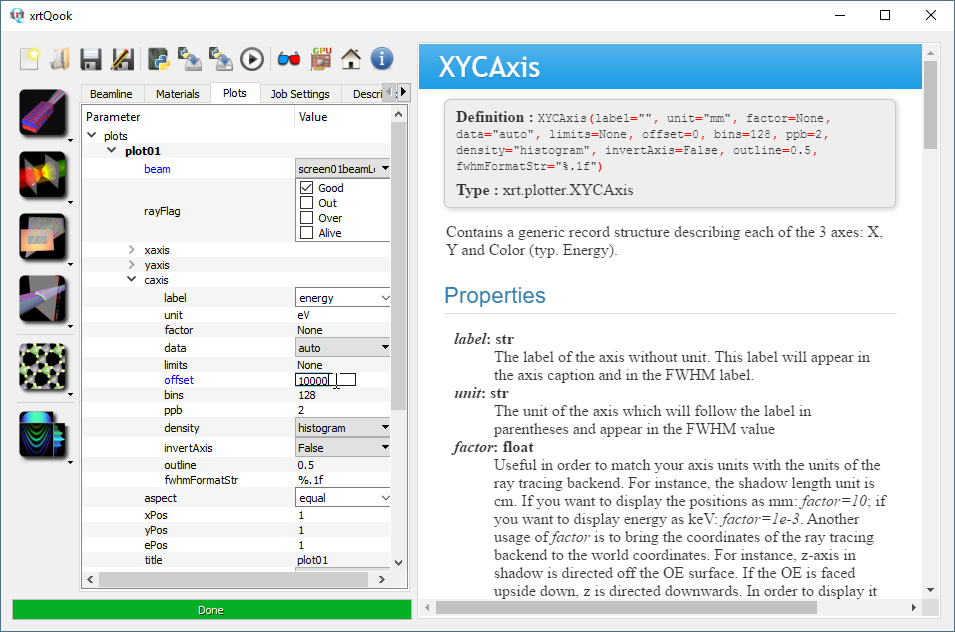 xrtQook
GPU
Beamline Materials Plots Job Settings Descri
Parameter Value
plots
plot01
beam screen01beamLo
rayFlag
Good
Out
Over
Alive
xaxis
yaxis
caxis
label energy
unit eV
factor None
data auto
limits None
offset 10000
bins 128
ppb 2
density histogram
invertAxis False
outline 0.5
fwhmFormatStr %.1f
aspect equal
xPos 1
yPos 1
ePos 1
title plot01
Done
XYCAxis
Definition : XYCAxis(label="", unit="mm", factor=None,
data="auto", limits=None, offset=0, bins=128, ppb=2,
density="histogram", invertAxis=False, outline=0.5,
fwhmFormatStr="%.1f")
Type : xrt.plotter.XYCAxis
Contains a generic record structure describing each of the 3 axes: X,
Y and Color (typ. Energy).
Properties
label: str
The label of the axis without unit. This label will appear in
the axis caption and in the FWHM label.
unit: str
The unit of the axis which will follow the label in
parentheses and appear in the FWHM value
factor: float
Useful in order to match your axis units with the units of the
ray tracing backend. For instance, the shadow length unit is
cm. If you want to display the positions as mm: factor=10; if
you want to display energy as keV: factor=1e-3. Another
usage of factor is to bring the coordinates of the ray tracing
backend to the world coordinates. For instance, z-axis in
shadow is directed off the OE surface. If the OE is faced
upside down, z is directed downwards. In order to display it